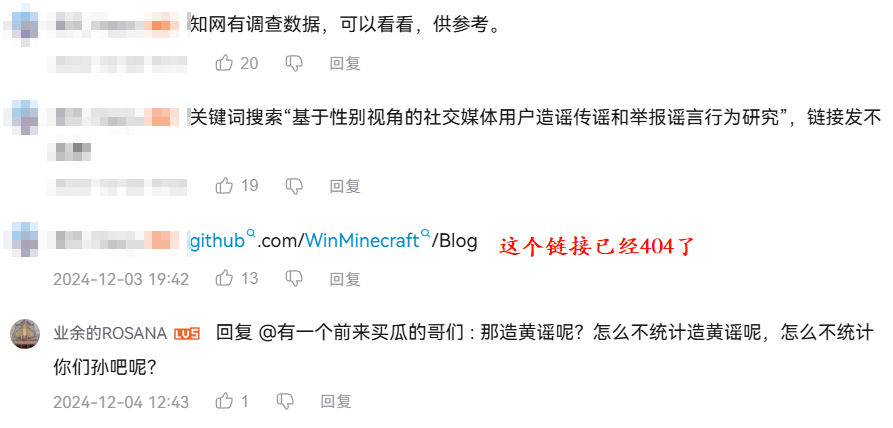 知网有调查数据，可以看看，供参考。
20 回复
关键词搜索“基于性别视角的社交媒体用户造谣传谣和举报谣言行为研究”，链接发不
19 回复
github.com/WinMinecraft/Blog 这个链接已经404了
2024-12-03 19:42 13 回复
业余的ROSANA LV5 回复 @有一个前来买瓜的哥们 : 那造黄谣呢？怎么不统计造黄谣呢，怎么不统计
你们孙吧呢？
2024-12-04 12:43 1 回复